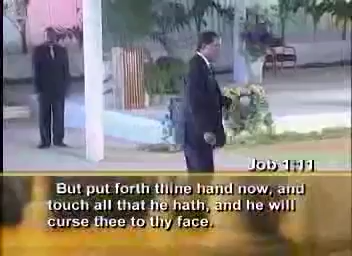 Job 1:11
But put forth thine hand now, and
touch all that he hath, and he will
curse thee to thy face.